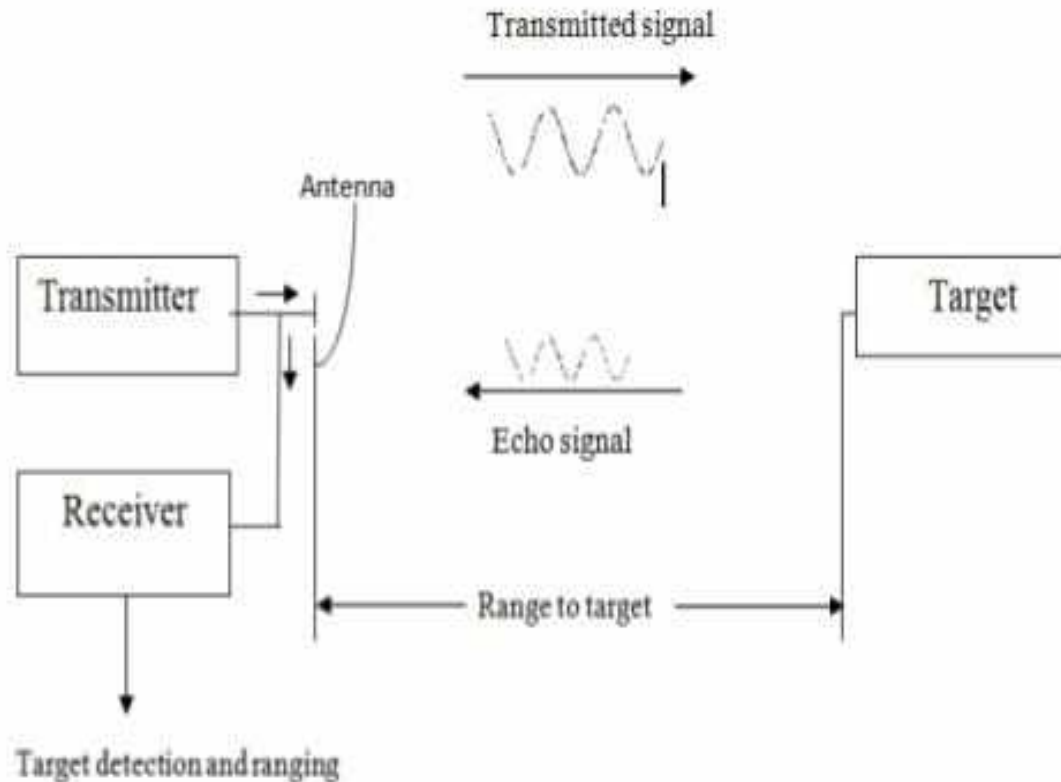 Transmitted signal
Antenna
Transmitter
Target
Echo signal
Receiver
Range to target
Target detection and ranging